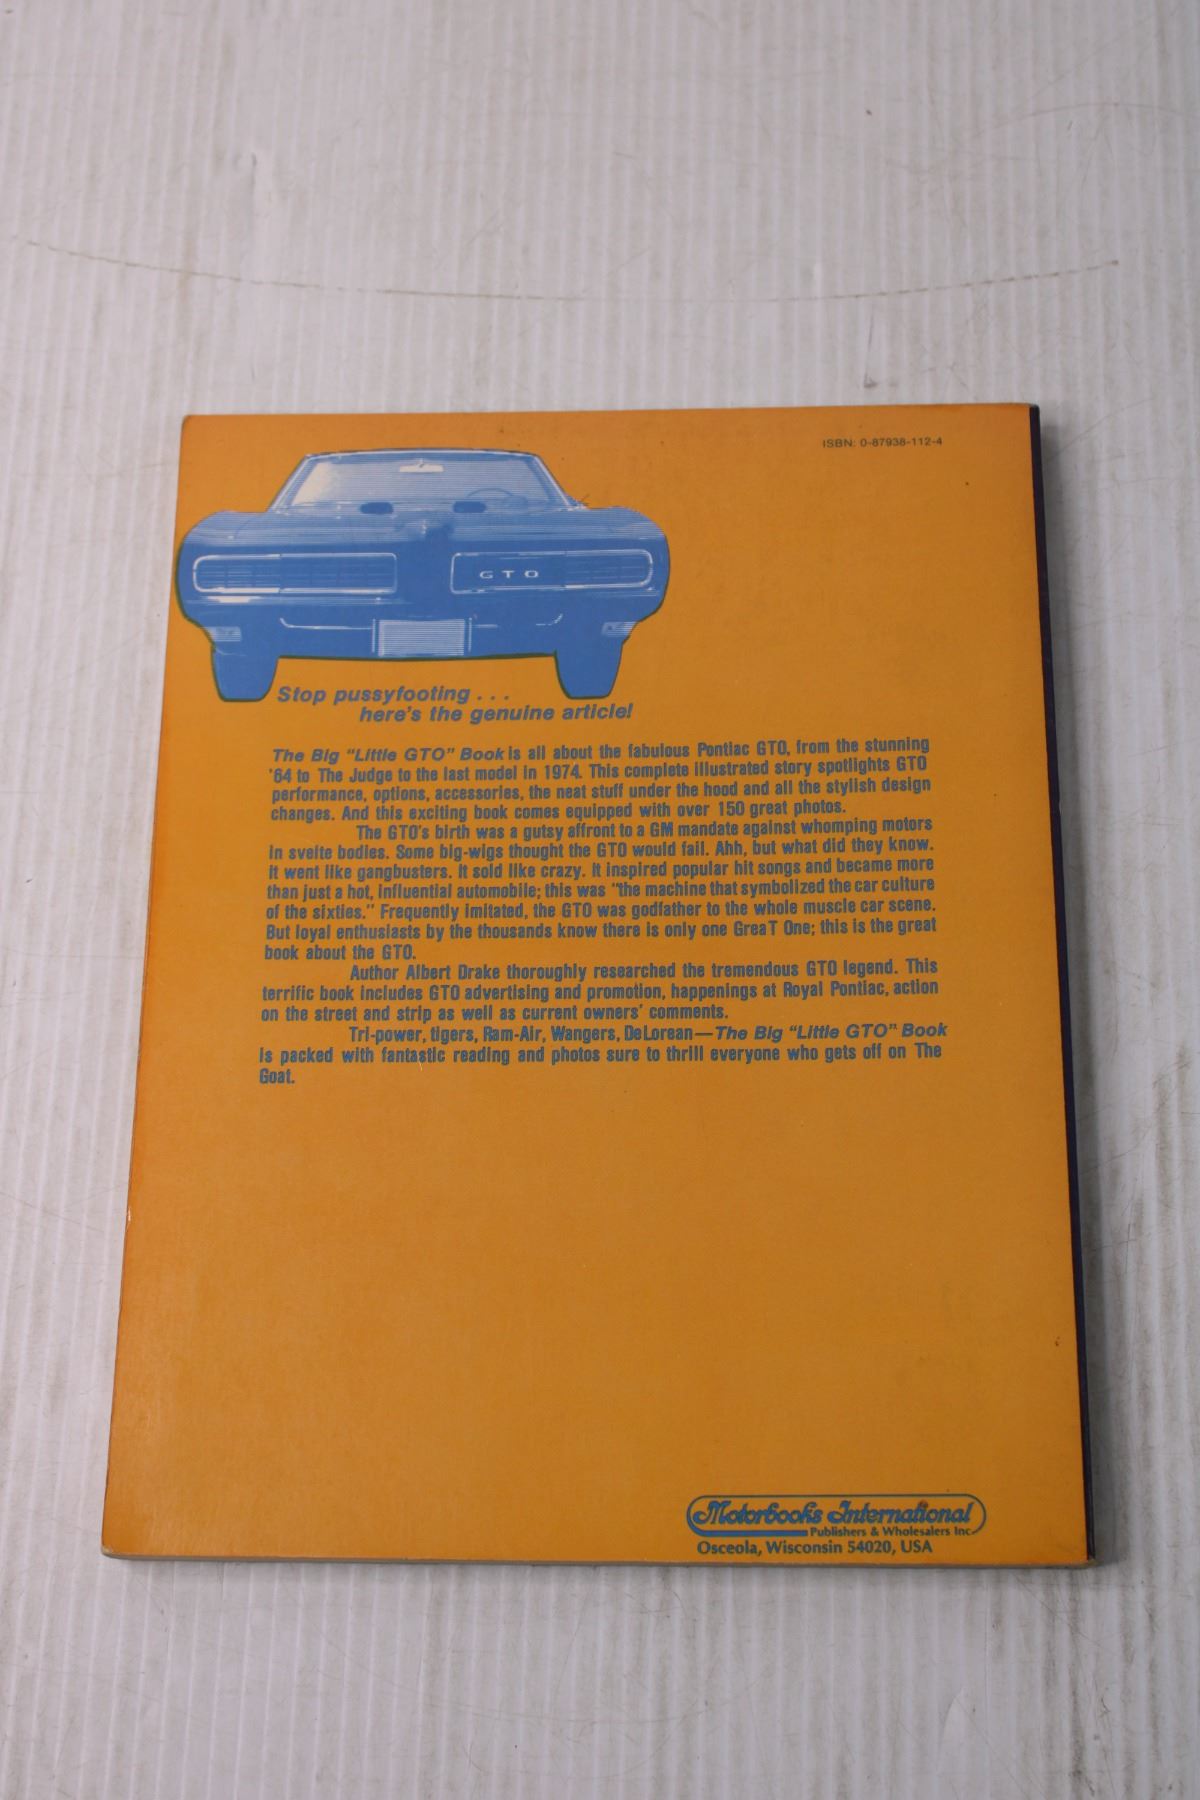 ISBN: 0-87938-112-4
GTO
Stop pussyfooting . . .
here's the genuine article!
The Big "Little GTO" Book is all about the fabulous Pontiac GTO, from the stunning
'64 to The Judge to the last model in 1974. This complete illustrated story spotlights GTO
performance, options, accessories, the neat stuff under the hood and all the stylish design
changes. And this exciting book comes equipped with over 150 great photos.
The GTO's birth was a gutsy affront to a GM mandate against whomping motors
in svelte bodies. Some big-wigs thought the GTO would fail. Ahh, but what did they know.
It went like gangbusters. It sold like crazy. It inspired popular hit songs and became more
than just a hot, influential automobile; this was "the machine that symbolized the car culture
of the sixties." Frequently imitated, the GTO was godfather to the whole muscle car scene.
But loyal enthusiasts by the thousands know there is only one GreaT One; this is the great
book about the GTO.
Author Albert Drake thoroughly researched the tremendous GTO legend. This
terrific book includes GTO advertising and promotion, happenings at Royal Pontiac, action
on the street and strip as well as current owners' comments.
Tri-power, tigers, Ram-Air, Wangers, DeLorean—The Big "Little GTO" Book
is packed with fantastic reading and photos sure to thrill everyone who gets off on The
Goat.
Motorbooks International
Publishers & Wholesalers Inc.
Osceola, Wisconsin 54020, USA